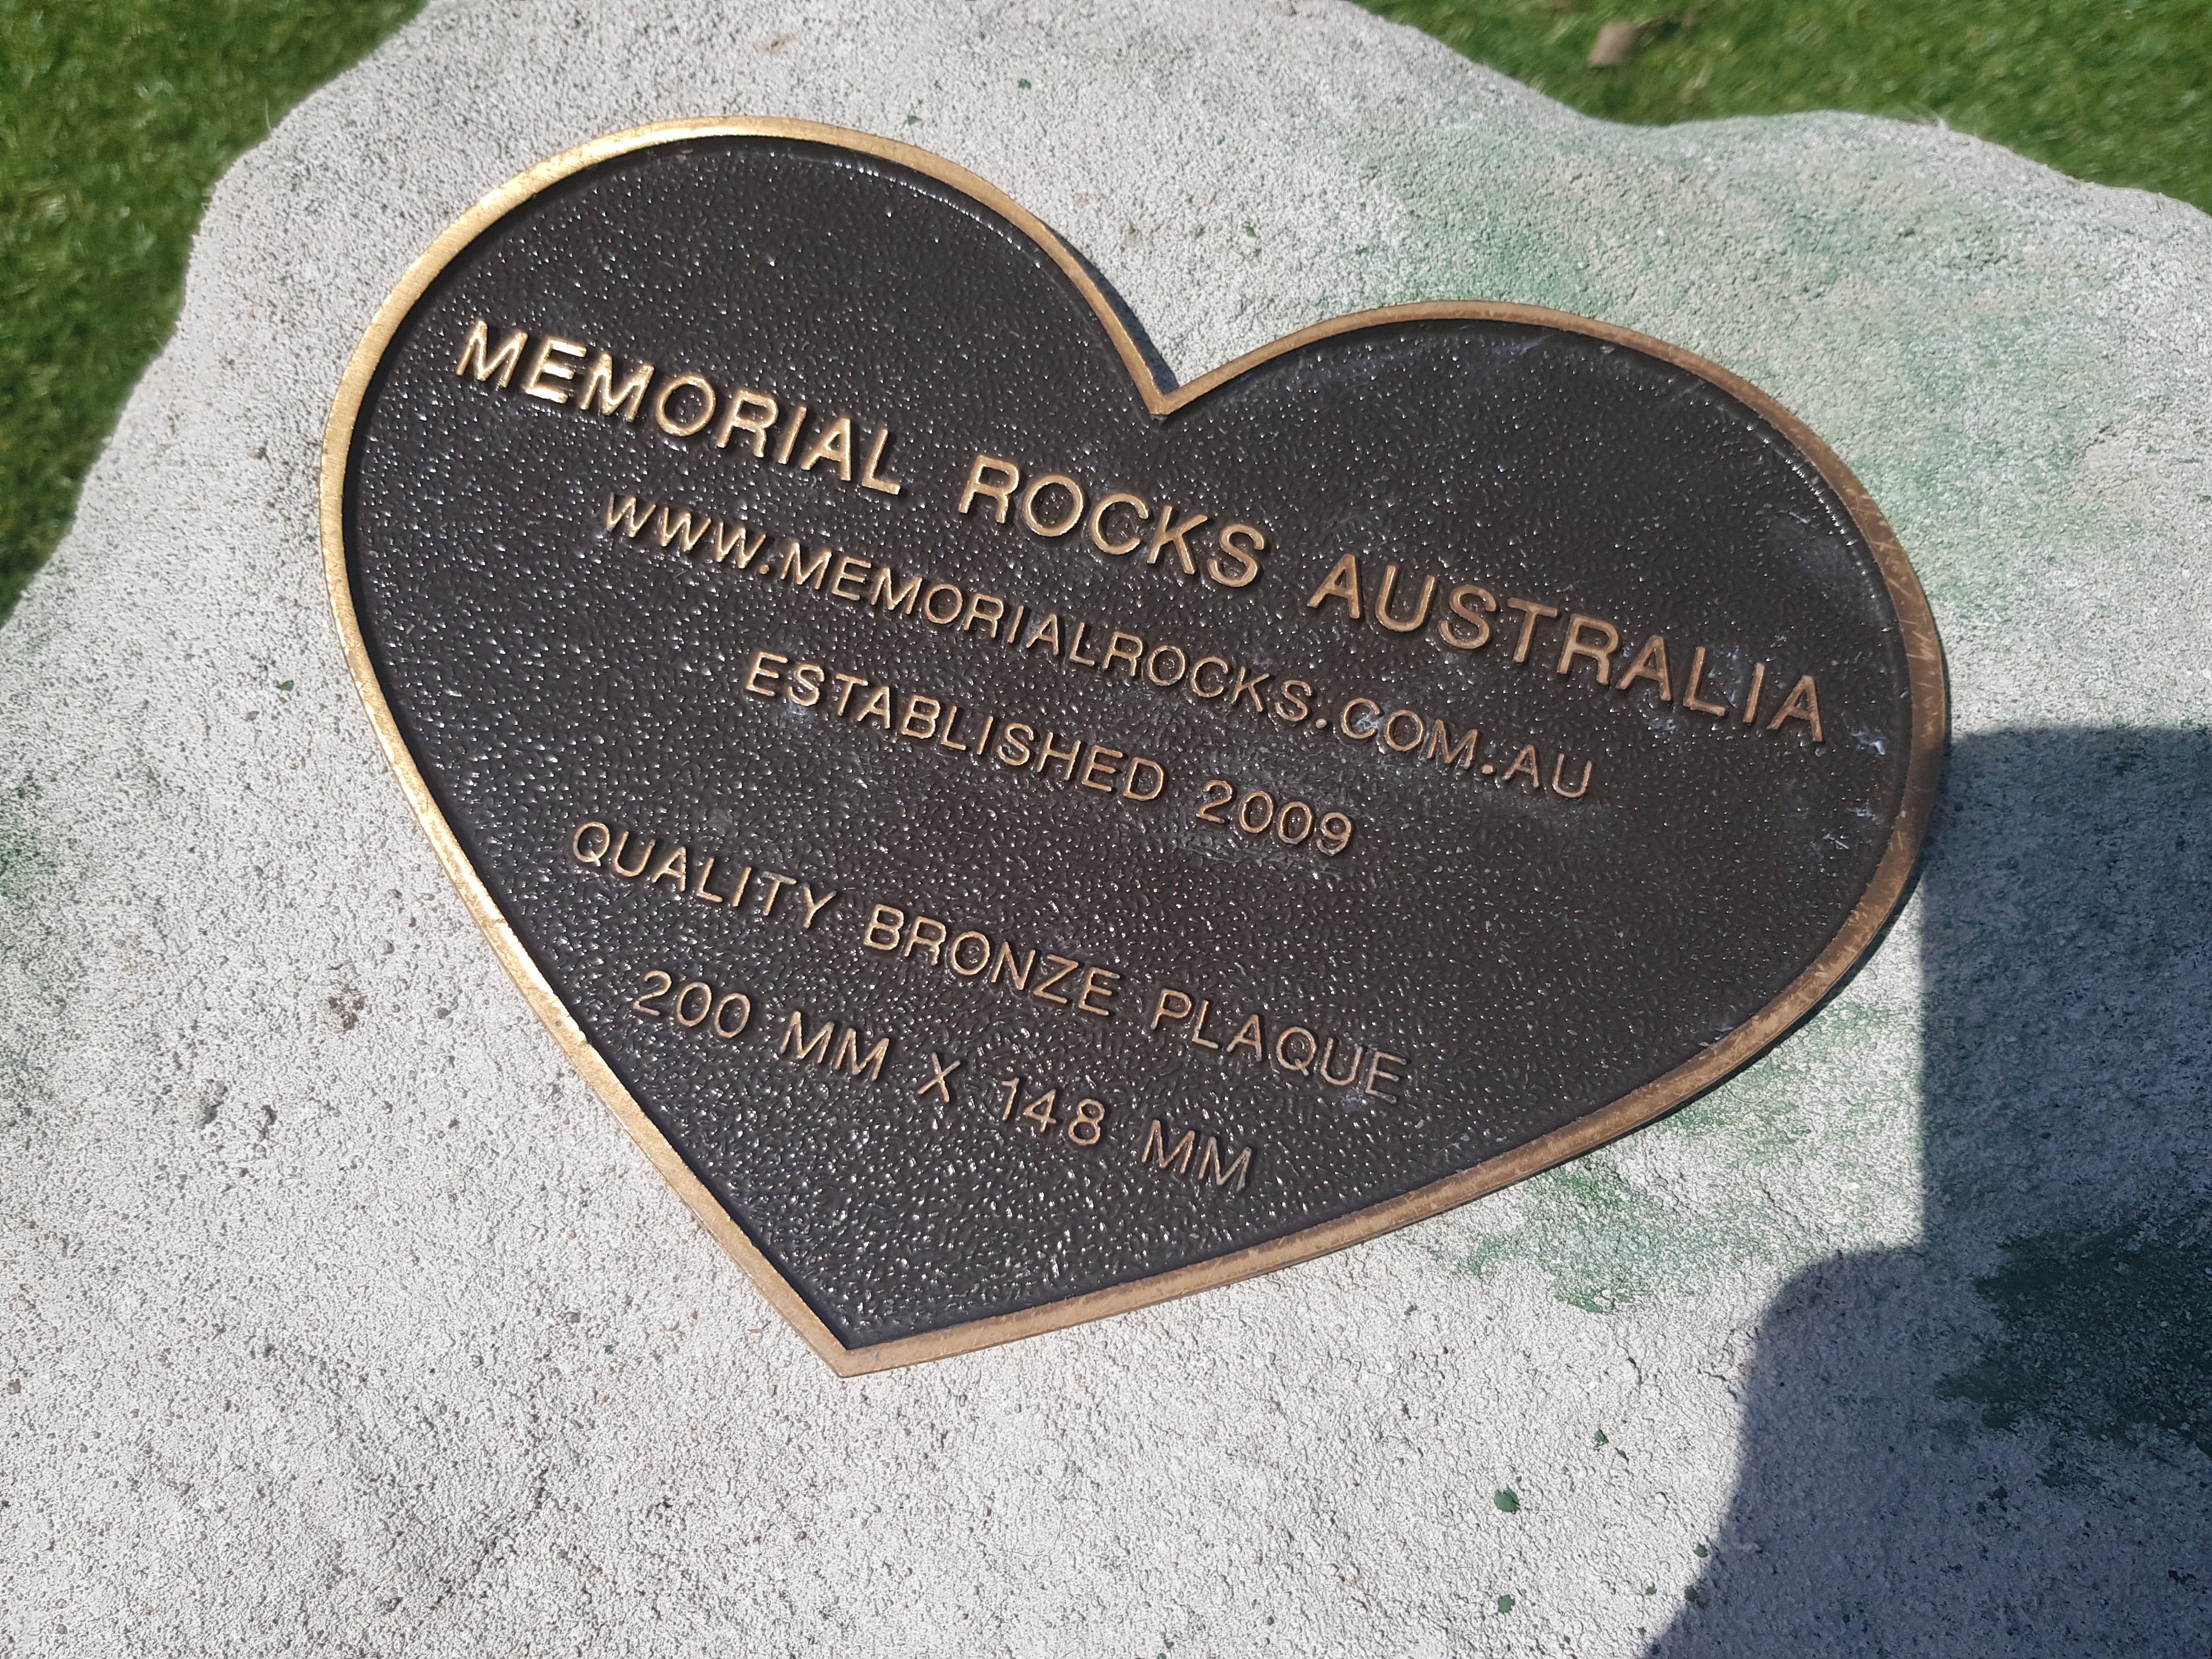 MEMORIAL ROCKS AUSTRALIA
WWW.MEMORIALROCKS.COM.AU
ESTABLISHED 2009
QUALITY BRONZE PLAQUE
200 MM X 148 MM